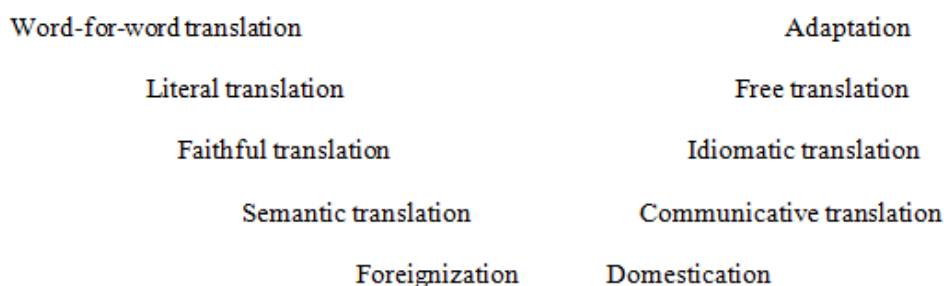 Word-for-word translation Adaptation
Literal translation Free translation
Faithful translation Idiomatic translation
Semantic translation Communicative translation
Foreignization Domestication